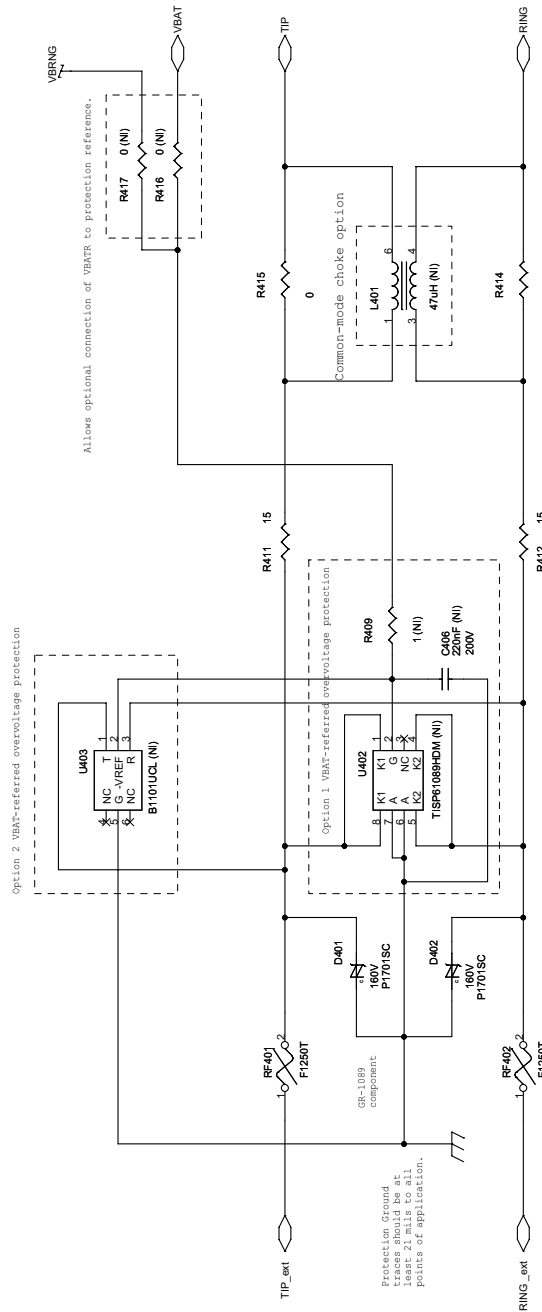 VBRNG
VBAT
TIP
RING
Allows optional connection of VBATR to protection reference.
R417
0 (NI)
R416
0 (NI)
R415
0
Common-mode choke option
L401
1
6
3
4
47uH (NI)
R414
R411
15
R412
15
Option 2 VBAT-referred overvoltage protection
U403
4
NC
T
1
5
G
-VREF
2
6
NC
R
3
B1101UCL (NI)
Option 1 VBAT-referred overvoltage protection
R409
1 (NI)
C406
220nF (NI)
200V
U402
8
K1
K1
1
7
A
G
2
6
A
NC
3
5
K2
K2
4
TISP61089HDM (NI)
D401
c
160V
P1701SC
D402
c
160V
P1701SC
GR-1089
component
RF401
1
2
F1250T
RF402
1
2
F1250T
Protection Ground
traces should be at
least 21 mils to all
points of application.
TIP_ext
RING_ext